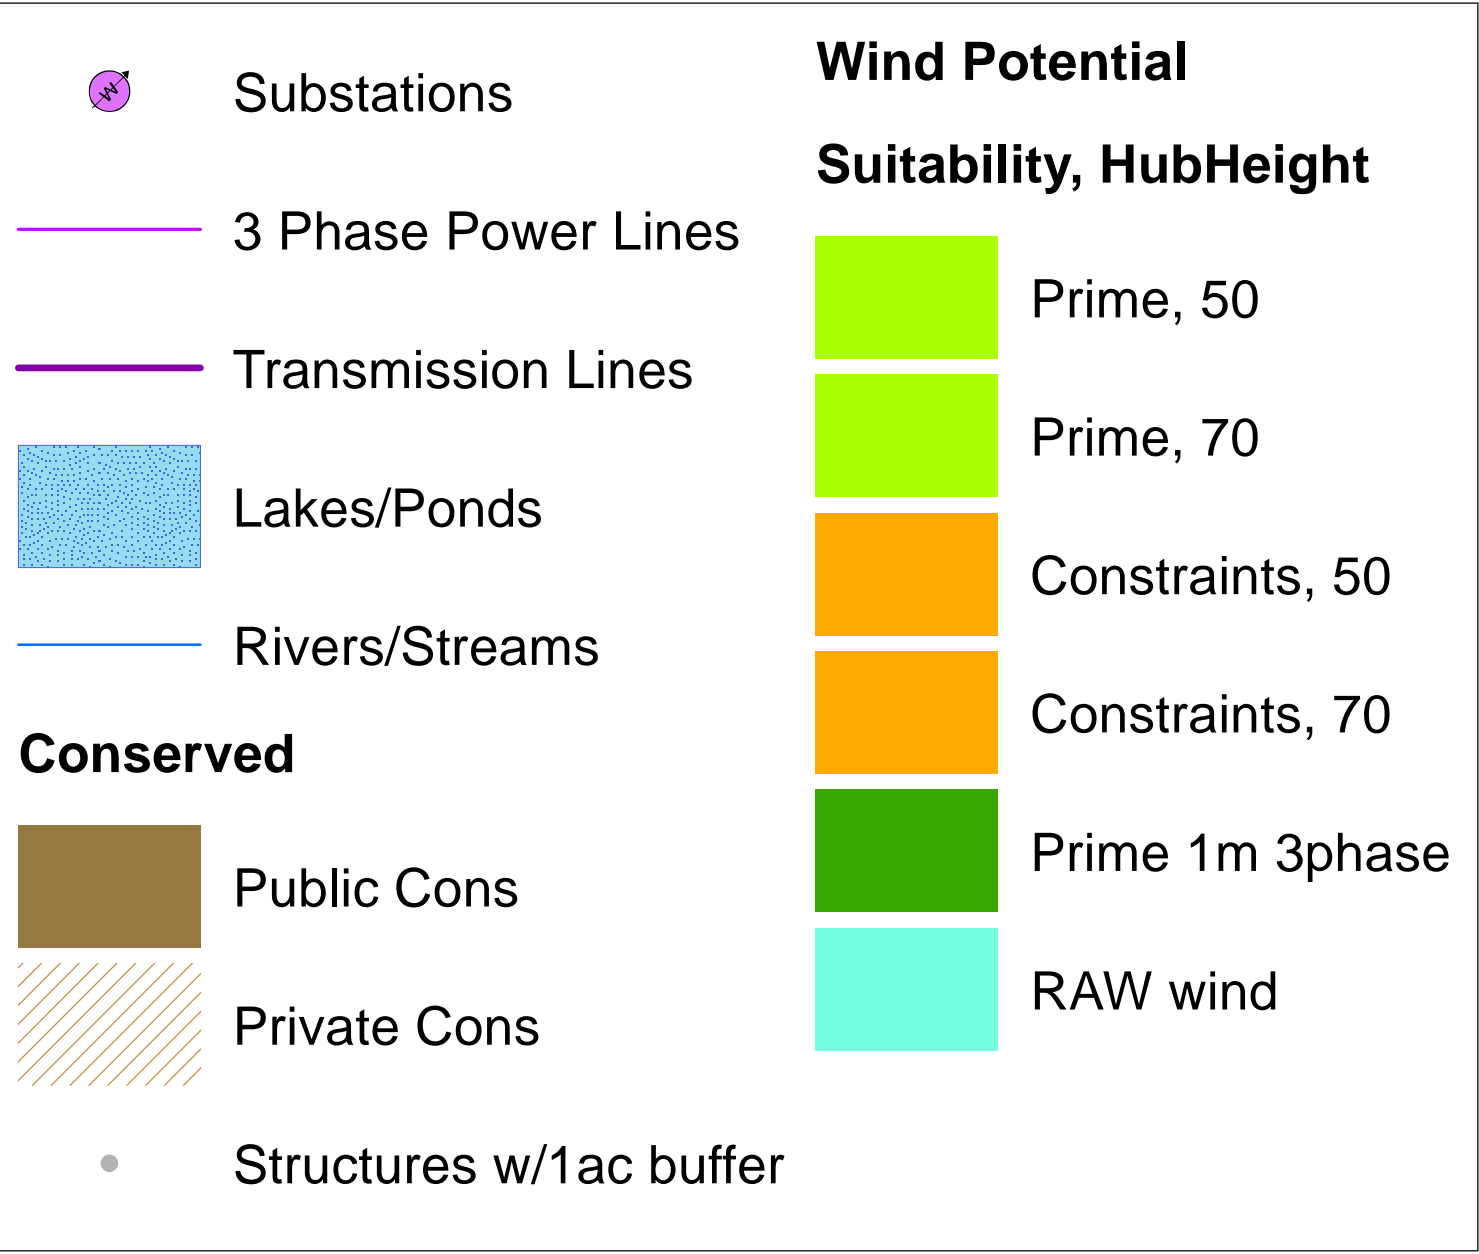 Substations
3 Phase Power Lines
Transmission Lines
Lakes/Ponds
Rivers/Streams
Conserved
Public Cons
Private Cons
Structures w/1ac buffer
Wind Potential
Suitability, HubHeight
Prime, 50
Prime, 70
Constraints, 50
Constraints, 70
Prime 1m 3phase
RAW wind